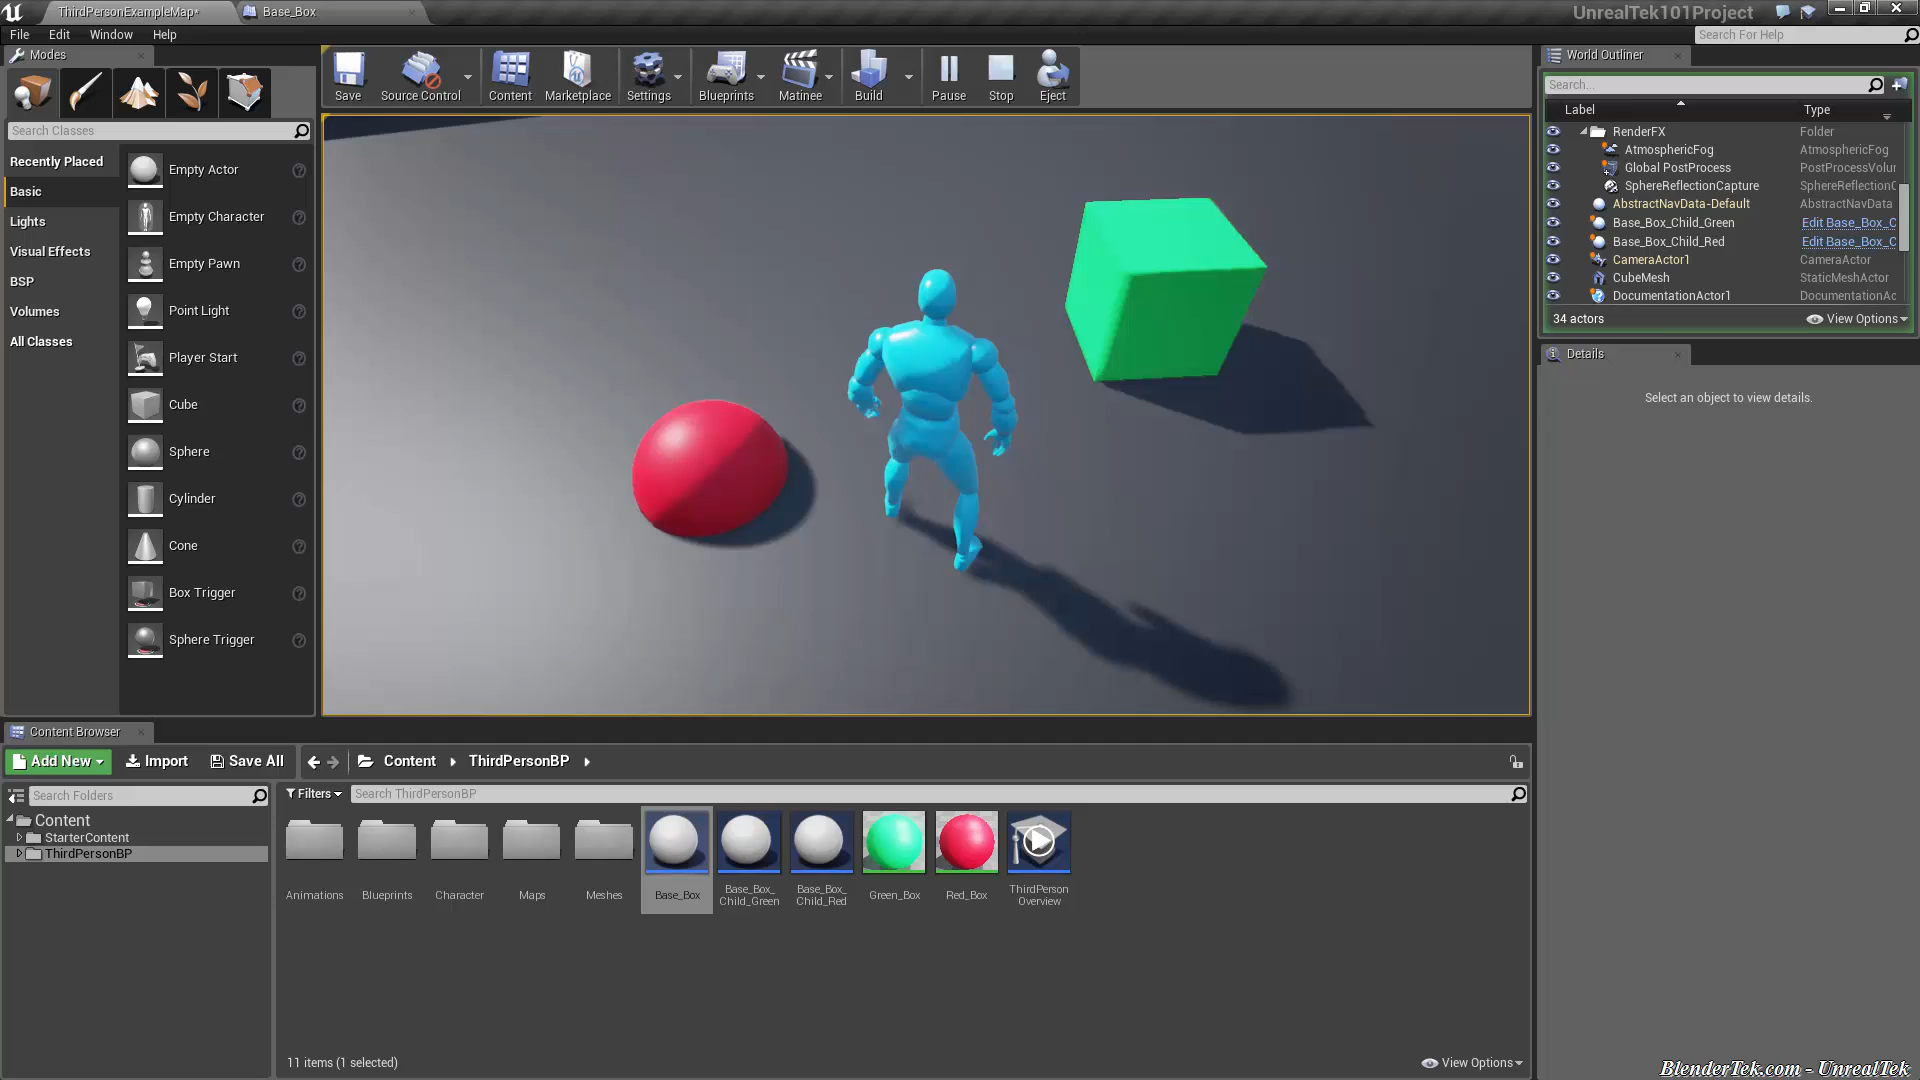 ThirdPersonExampleMap*
Base_Box
UnrealTek101Project
File Edit Window Help
Search For Help
Modes
Search Classes
Recently Placed
Basic
Lights
Visual Effects
BSP
Volumes
All Classes
Empty Actor
Empty Character
Empty Pawn
Point Light
Player Start
Cube
Sphere
Cylinder
Cone
Box Trigger
Sphere Trigger
Save
Source Control
Content
Marketplace
Settings
Blueprints
Matinee
Build
Pause
Stop
Eject
World Outliner
Search...
Label Type
RenderFX Folder
AtmosphericFog AtmosphericFog
Global PostProcess PostProcessVolur
SphereReflectionCapture SphereReflectionC
AbstractNavData-Default AbstractNavData
Base_Box_Child_Green Edit Base_Box_C
Base_Box_Child_Red Edit Base_Box_C
CameraActor1 CameraActor
CubeMesh StaticMeshActor
DocumentationActor1 DocumentationAc
34 actors
View Options
Details
Select an object to view details.
Content Browser
Add New Import Save All
Content ThirdPersonBP
Search Folders
Filters
Search ThirdPersonBP
Content
StarterContent
ThirdPersonBP
Animations
Blueprints
Character
Maps
Meshes
Base_Box
Base_Box_
Child_Green
Base_Box_
Child_Red
Green_Box
Red_Box
ThirdPerson
Overview
11 items (1 selected)
View Options
BlenderTek.com - UnrealTek